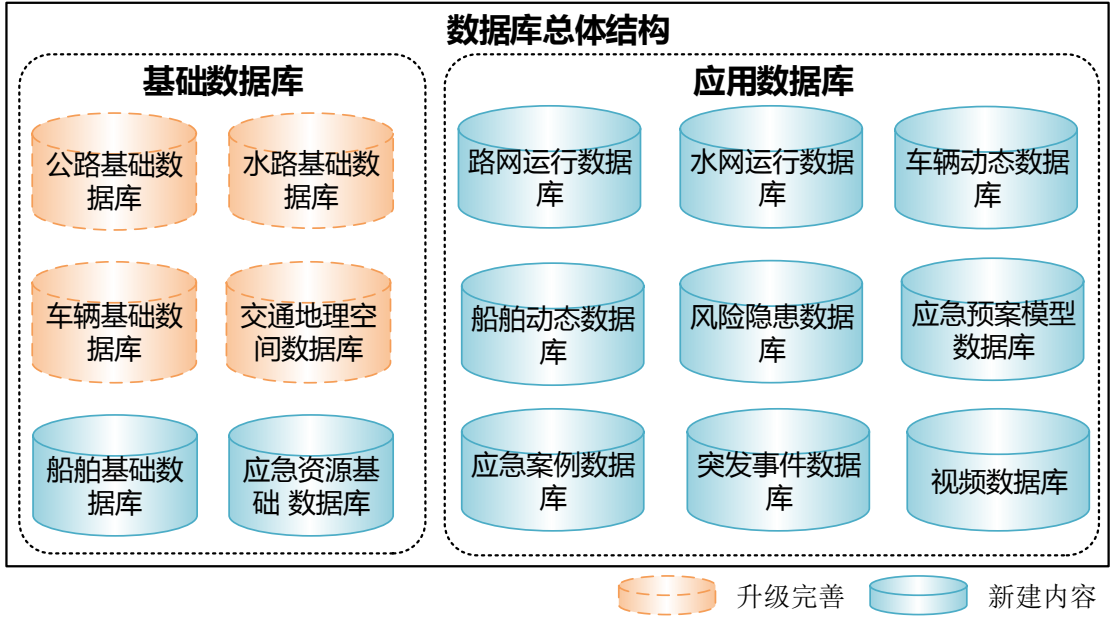 数据库总体结构
基础数据库
公路基础数
据库
水路基础数
据库
车辆基础数
据库
交通地理空
间数据库
船舶基础数
据库
应急资源基
础 数据库
应用数据库
路网运行数据
库
水网运行数据
库
车辆动态数据
库
船舶动态数据
库
风险隐患数据
库
应急预案模型
数据库
应急案例数据
库
突发事件数据
库
视频数据库
升级完善
新建内容